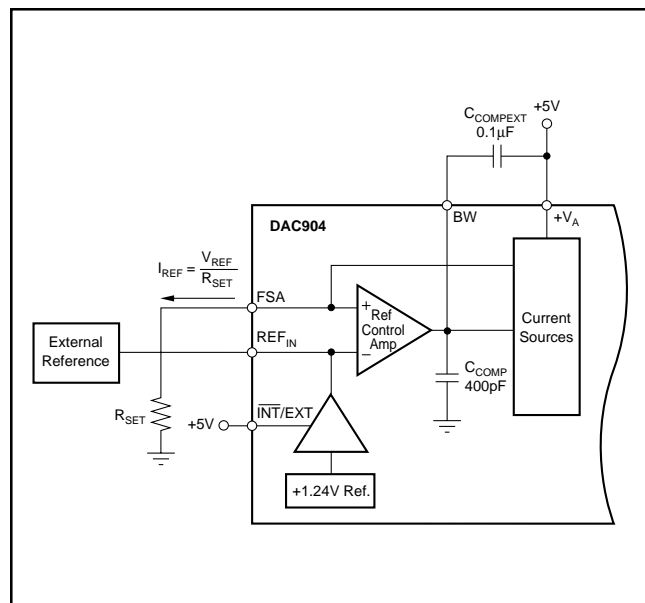 +5V
C_COMPEXT
0.1µF
DAC904
BW
+V_A
I_REF = V_REF / R_SET
FSA
+
Ref
Control
Amp
–
REF_IN
External
Reference
Current
Sources
C_COMP
400pF
R_SET
+5V
I̅N̅T̅/EXT
+1.24V Ref.